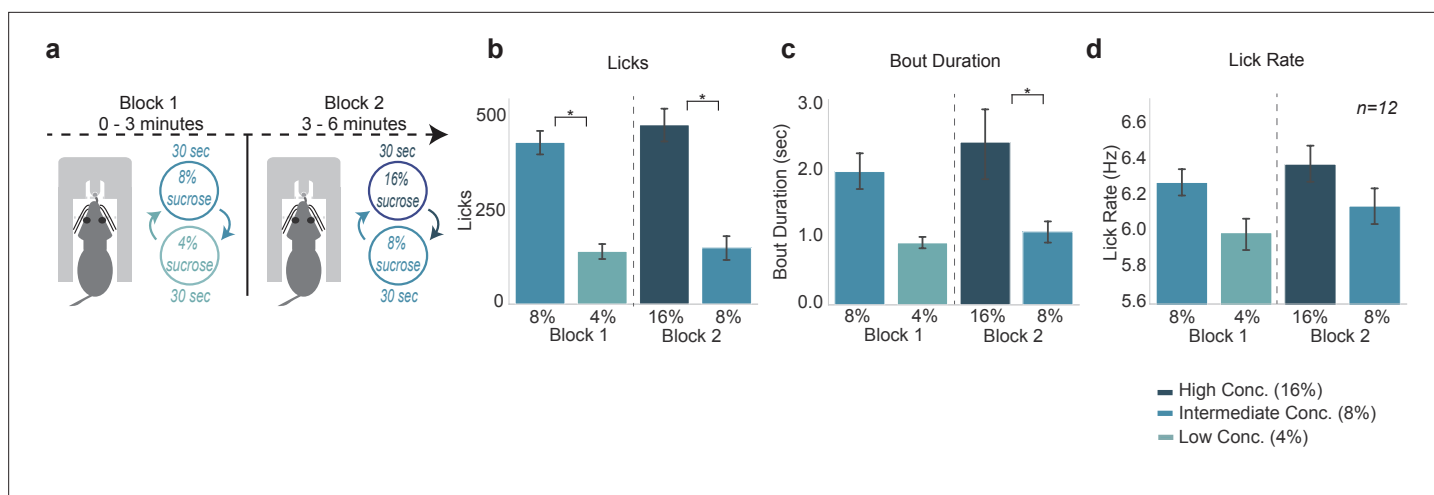 a
Block 1
0 - 3 minutes
Block 2
3 - 6 minutes
30 sec
8%
sucrose
4%
sucrose
30 sec
30 sec
16%
sucrose
8%
sucrose
30 sec
b
Licks
*
*
500
250
0
Licks
8%
4%
16%
8%
Block 1
Block 2
c
Bout Duration
*
3.0
2.0
1.0
0.0
Bout Duration (sec)
8%
4%
16%
8%
Block 1
Block 2
d
Lick Rate
n=12
6.6
6.4
6.2
6.0
5.8
5.6
Lick Rate (Hz)
8%
4%
16%
8%
Block 1
Block 2
High Conc. (16%)
Intermediate Conc. (8%)
Low Conc. (4%)